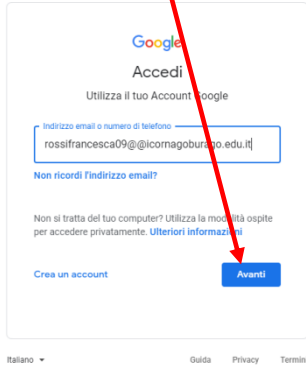 Google
Accedi
Utilizza il tuo Account Google
Indirizzo email o numero di telefono
rossifrancesca09@@icornagoburago.edu.it
Non ricordi l'indirizzo email?
Non si tratta del tuo computer? Utilizza la modalità ospite
per accedere privatamente. Ulteriori informazioni
Crea un account
Avanti
Italiano
Guida
Privacy
Termin